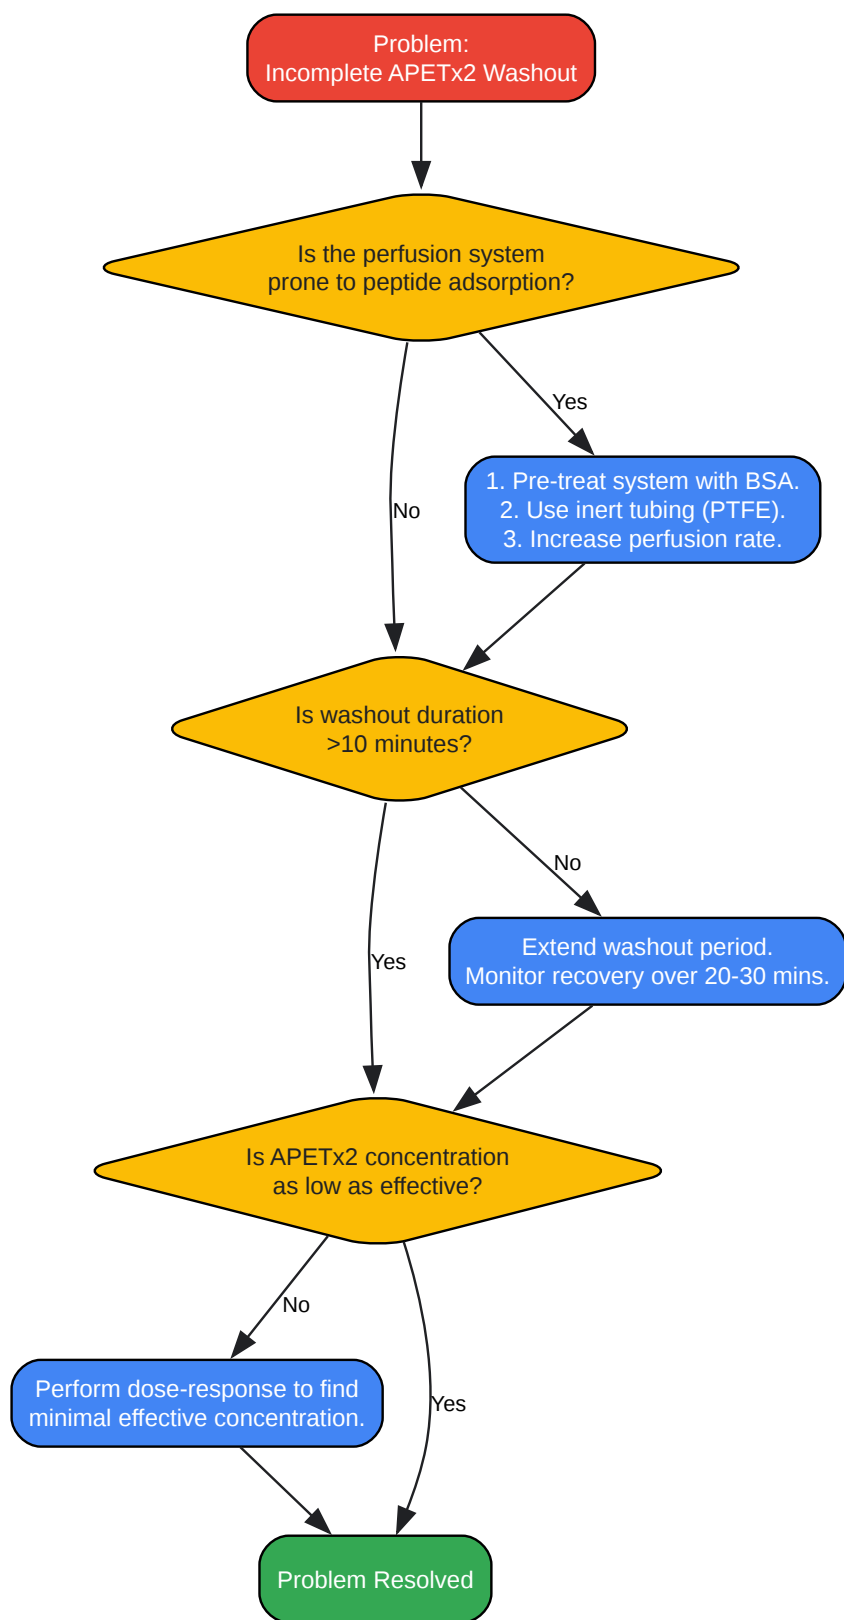 Problem:
Incomplete APETx2 Washout
Is the perfusion system
prone to peptide adsorption?
Yes
No
1. Pre-treat system with BSA.
2. Use inert tubing (PTFE).
3. Increase perfusion rate.
Is washout duration
>10 minutes?
No
Yes
Extend washout period.
Monitor recovery over 20-30 mins.
Is APETx2 concentration
as low as effective?
No
Yes
Perform dose-response to find
minimal effective concentration.
Problem Resolved